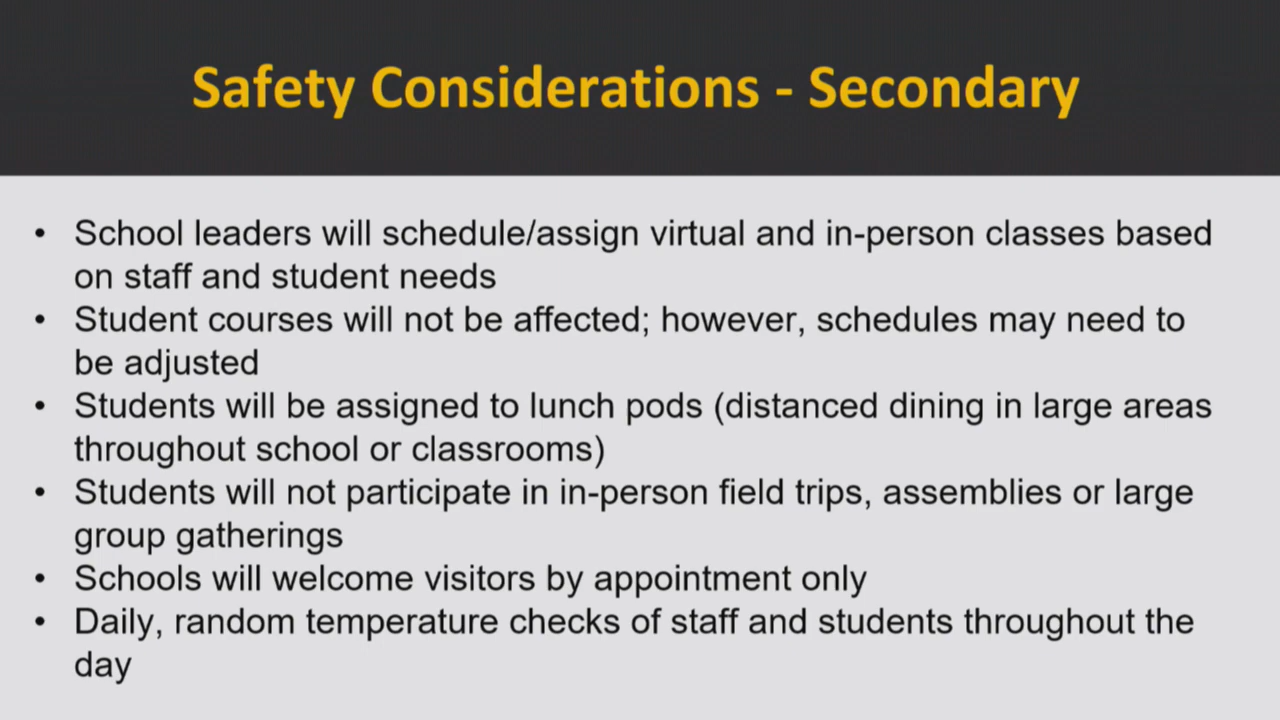 Safety Considerations - Secondary
• School leaders will schedule/assign virtual and in-person classes based
on staff and student needs
• Student courses will not be affected; however, schedules may need to
be adjusted
• Students will be assigned to lunch pods (distanced dining in large areas
throughout school or classrooms)
• Students will not participate in in-person field trips, assemblies or large
group gatherings
• Schools will welcome visitors by appointment only
• Daily, random temperature checks of staff and students throughout the
day